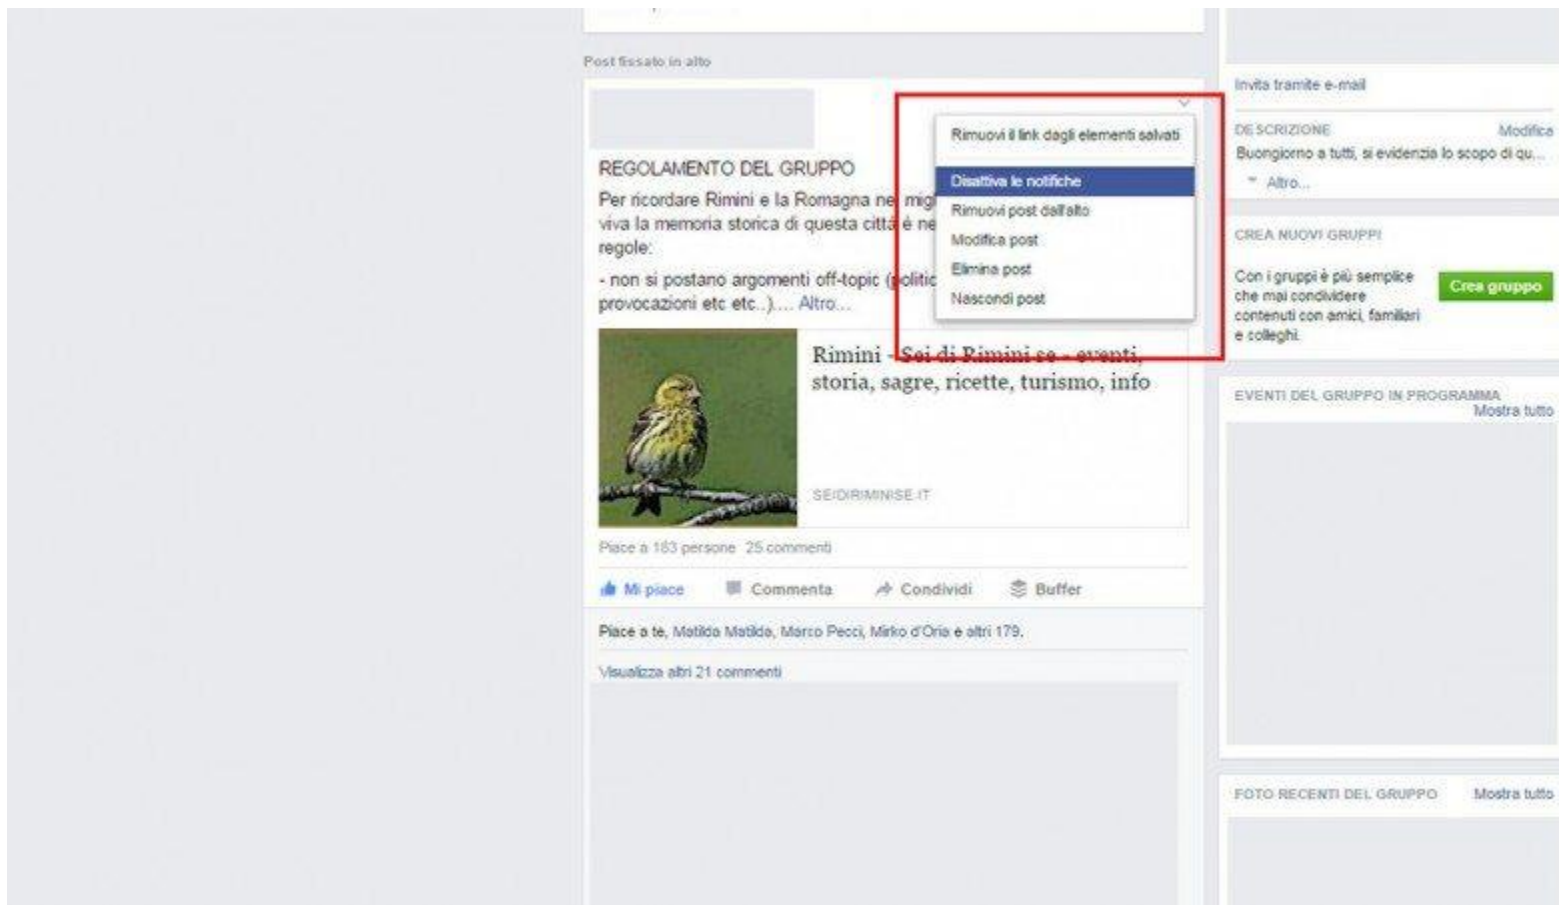 Post fissato in alto
REGOLAMENTO DEL GRUPPO
Per ricordare Rimini e la Romagna nei mig
viva la memoria storica di questa città è ne
regole:
- non si postano argomenti off-topic (politic
provocazioni etc etc..).... Altro...
Rimuovi il link dagli elementi salvati
Disattiva le notifiche
Rimuovi post dall'alto
Modifica post
Elimina post
Nascondi post
Rimini - Sei di Rimini se - eventi,
storia, sagre, ricette, turismo, info
SEIDIRIMINISE.IT
Piace a 183 persone 25 commenti
Mi piace Commenta Condividi Buffer
Piace a te, Matilda Matilda, Marco Pecci, Mirko d'Oria e altri 179.
Visualizza altri 21 commenti
Invita tramite e-mail
DESCRIZIONE Modifica
Buongiorno a tutti, si evidenzia lo scopo di qu...
Altro...
CREA NUOVI GRUPPI
Con i gruppi è più semplice
che mai condividere
contenuti con amici, familiari
e colleghi.
Crea gruppo
EVENTI DEL GRUPPO IN PROGRAMMA
Mostra tutto
FOTO RECENTI DEL GRUPPO Mostra tutto